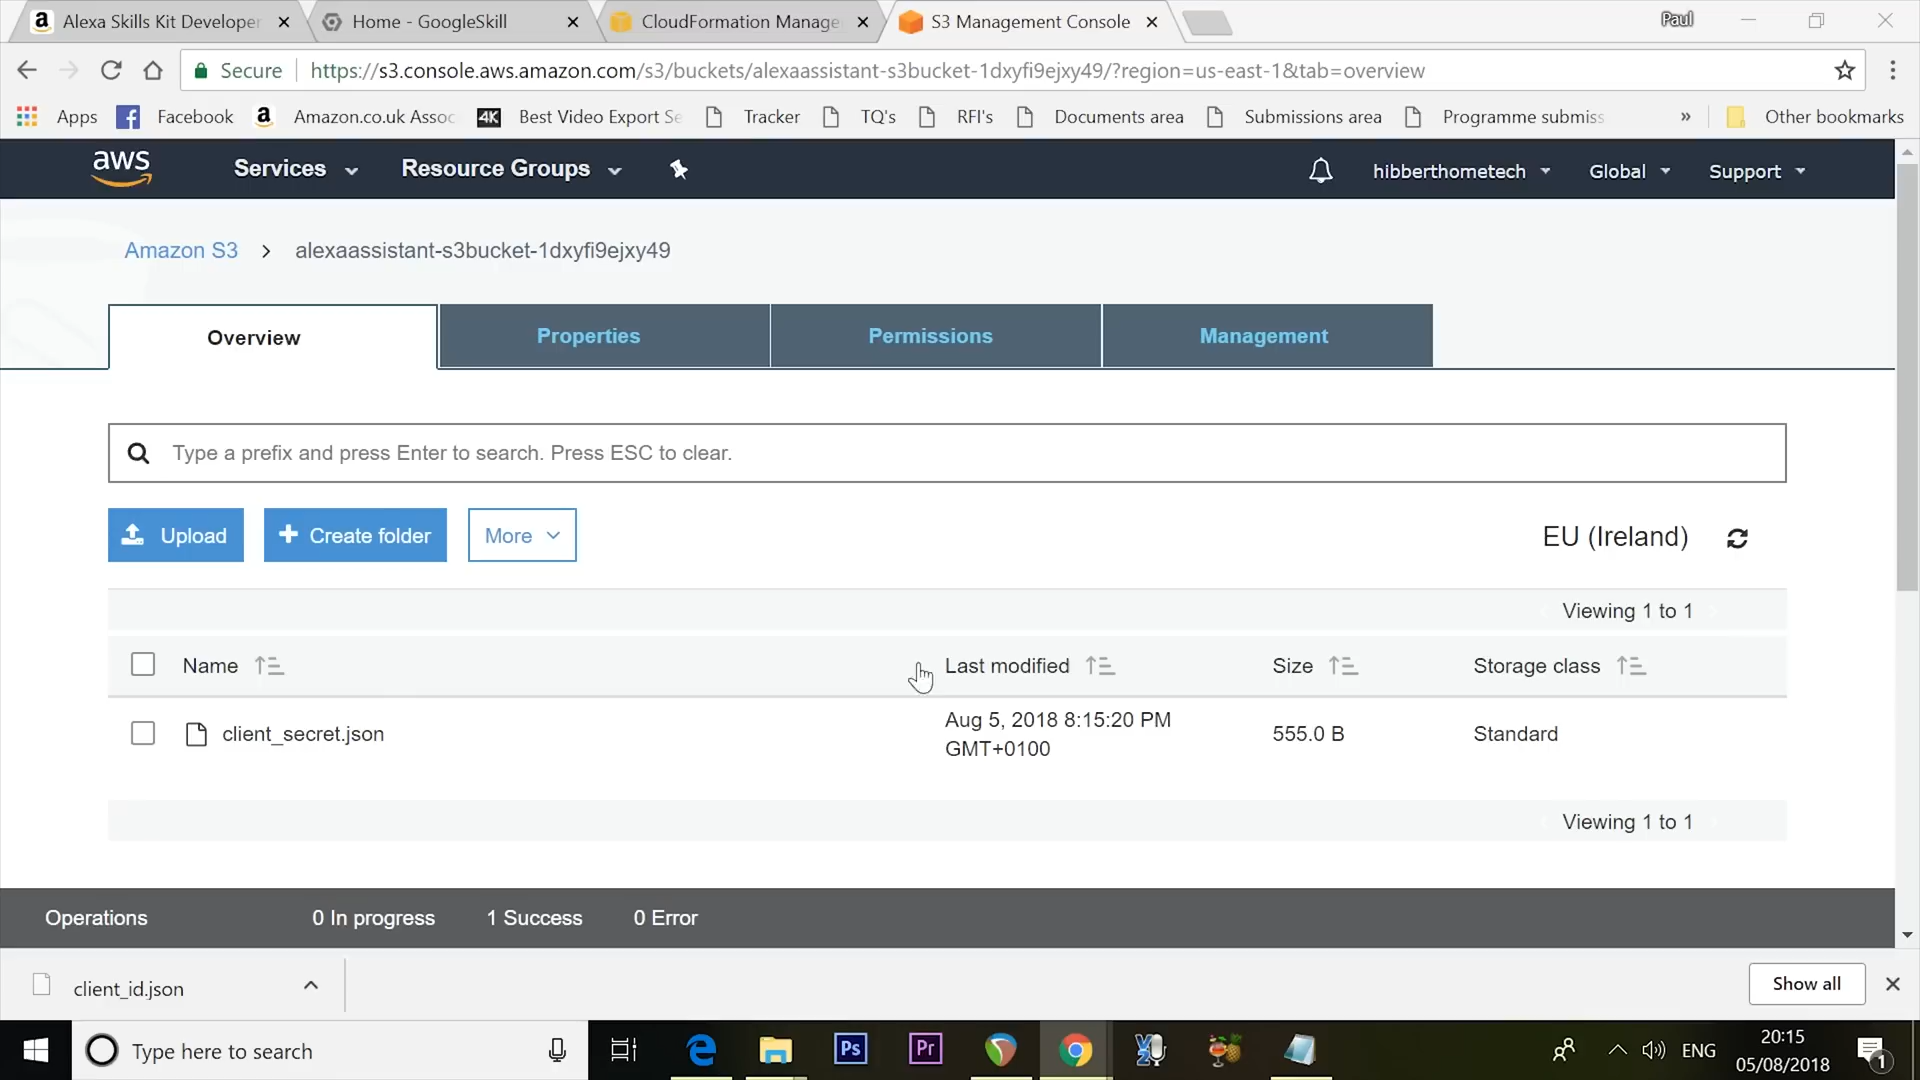 Alexa Skills Kit Developer
Home - GoogleSkill
CloudFormation Manage
S3 Management Console
Paul
Secure
https://s3.console.aws.amazon.com/s3/buckets/alexaassistant-s3bucket-1dxyfi9ejxy49/?region=us-east-1&tab=overview
Apps
Facebook
Amazon.co.uk Assoc
4K
Best Video Export Se
Tracker
TQ's
RFI's
Documents area
Submissions area
Programme submiss
»
Other bookmarks
aws
Services
Resource Groups
hibberthometech
Global
Support
Amazon S3 > alexaassistant-s3bucket-1dxyfi9ejxy49
Overview
Properties
Permissions
Management
Type a prefix and press Enter to search. Press ESC to clear.
Upload
+ Create folder
More
EU (Ireland)
Viewing 1 to 1
Name
Last modified
Size
Storage class
client_secret.json
Aug 5, 2018 8:15:20 PM
GMT+0100
555.0 B
Standard
Viewing 1 to 1
Operations
0 In progress
1 Success
0 Error
client_id.json
Show all
Type here to search
Ps
Pr
ENG
20:15
05/08/2018
1